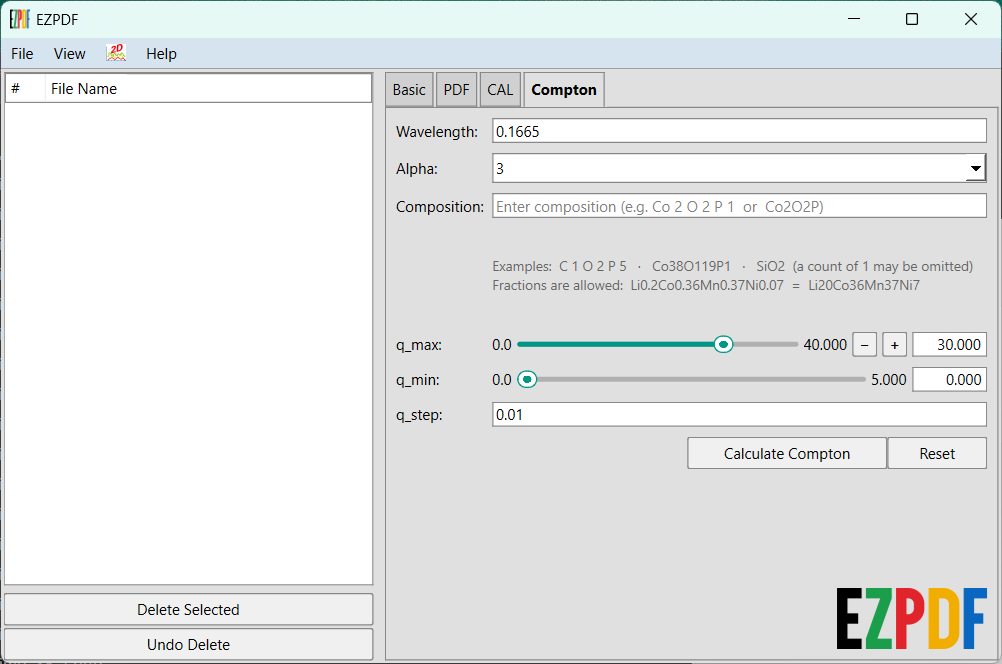 EZPDF
File View 2D Help
# File Name
Basic PDF CAL Compton
Wavelength: 0.1665
Alpha: 3
Composition: Enter composition (e.g. Co 2 O 2 P 1 or Co2O2P)
Examples: C 1 O 2 P 5 · Co38O119P1 · SiO2 (a count of 1 may be omitted)
Fractions are allowed: Li0.2Co0.36Mn0.37Ni0.07 = Li20Co36Mn37Ni7
q_max: 0.0 40.000 − + 30.000
q_min: 0.0 5.000 0.000
q_step: 0.01
Calculate Compton Reset
Delete Selected
Undo Delete
EZPDF